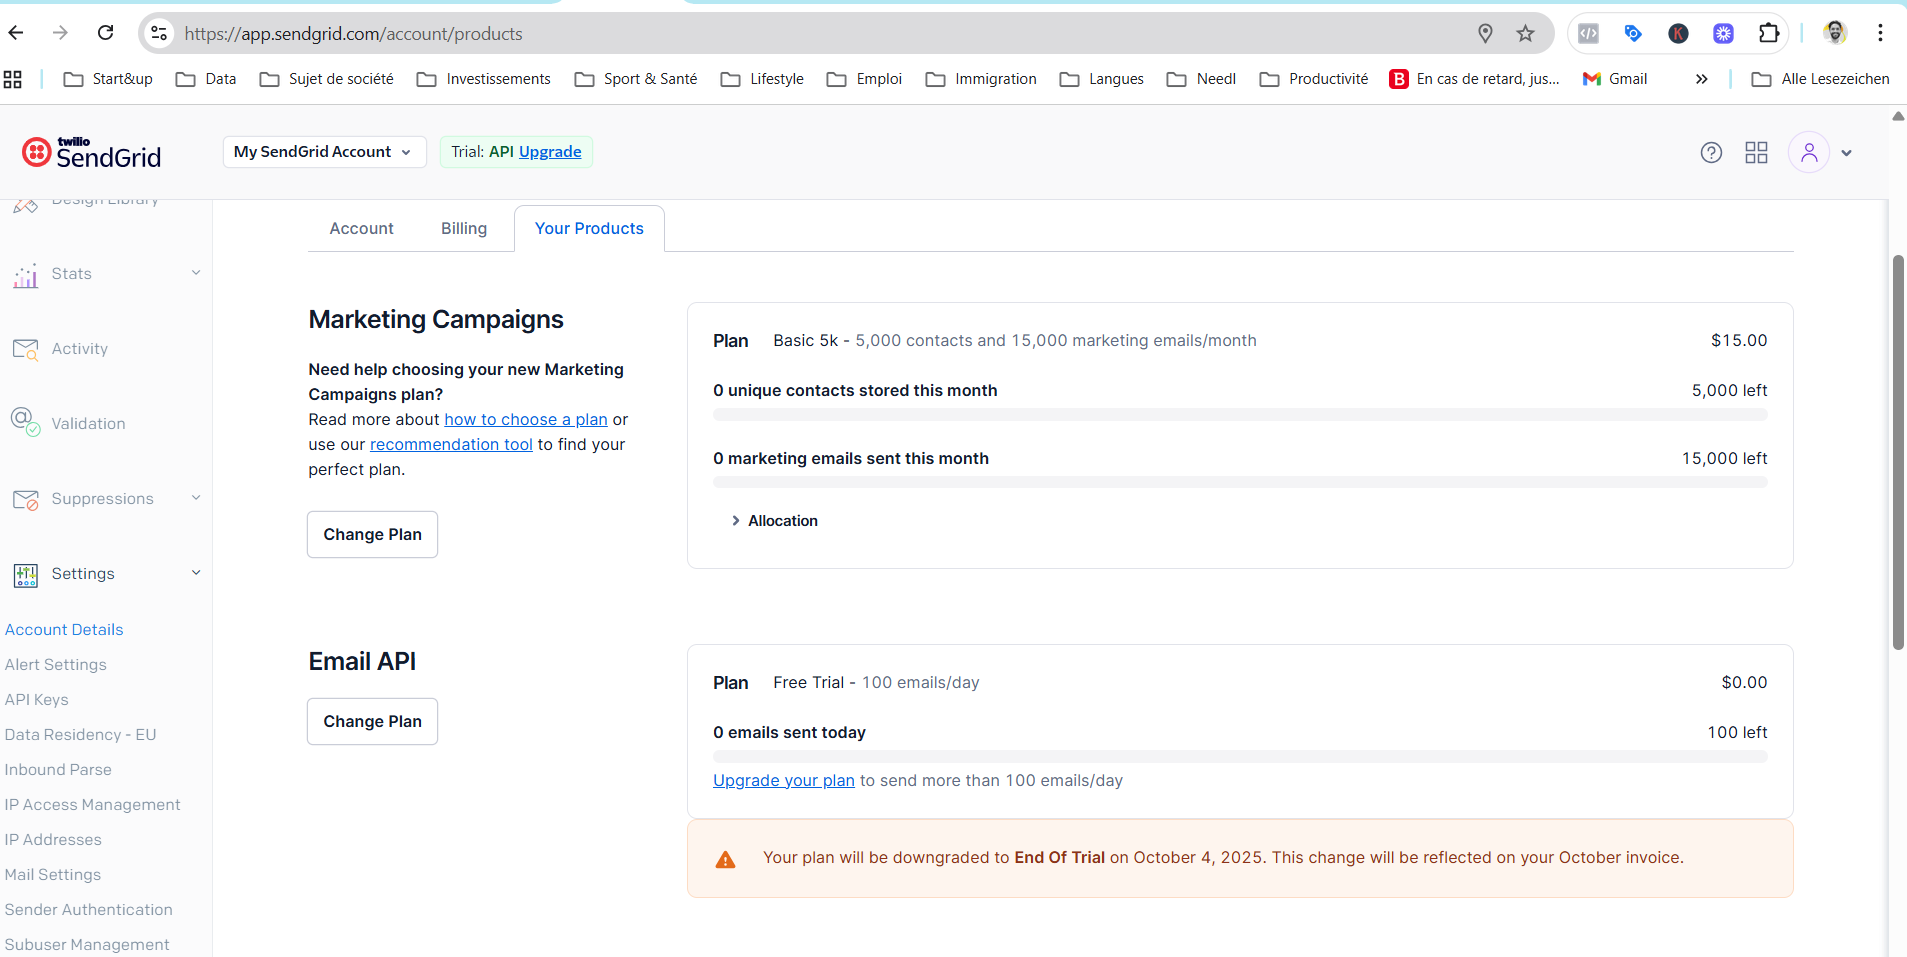 https://app.sendgrid.com/account/products
Start&up Data Sujet de société Investissements Sport & Santé Lifestyle Emploi Immigration Langues Needl Productivité B En cas de retard, jus... Gmail » Alle Lesezeichen
twilio
SendGrid
My SendGrid Account
Trial: API Upgrade
Design Library
Stats
Activity
Validation
Suppressions
Settings
Account Details
Alert Settings
API Keys
Data Residency - EU
Inbound Parse
IP Access Management
IP Addresses
Mail Settings
Sender Authentication
Subuser Management
Account Billing Your Products
Marketing Campaigns
Need help choosing your new Marketing
Campaigns plan?
Read more about how to choose a plan or
use our recommendation tool to find your
perfect plan.
Change Plan
Plan Basic 5k - 5,000 contacts and 15,000 marketing emails/month $15.00
0 unique contacts stored this month 5,000 left
0 marketing emails sent this month 15,000 left
Allocation
Email API
Change Plan
Plan Free Trial - 100 emails/day $0.00
0 emails sent today 100 left
Upgrade your plan to send more than 100 emails/day
Your plan will be downgraded to End Of Trial on October 4, 2025. This change will be reflected on your October invoice.